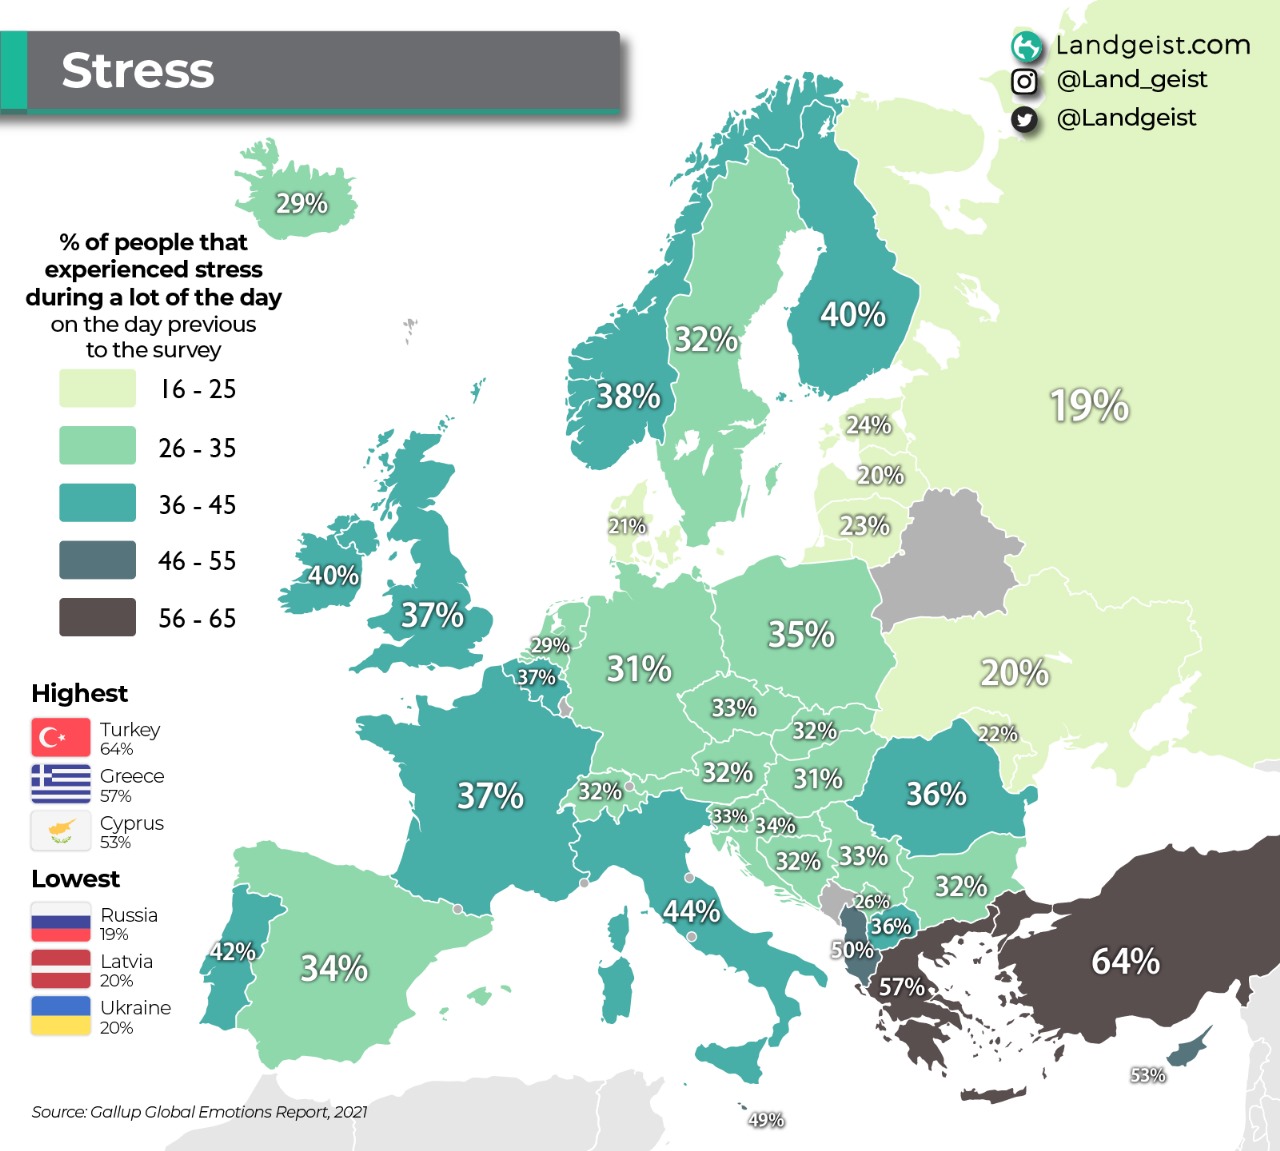 Stress
Landgeist.com
@Land_geist
@Landgeist
% of people that
experienced stress
during a lot of the day
on the day previous
to the survey
16 - 25
26 - 35
36 - 45
46 - 55
56 - 65
Highest
Turkey
64%
Greece
57%
Cyprus
53%
Lowest
Russia
19%
Latvia
20%
Ukraine
20%
Source: Gallup Global Emotions Report, 2021
29%
40%
32%
38%
19%
24%
20%
23%
21%
40%
37%
29%
37%
31%
35%
20%
33%
32%
22%
32%
31%
32%
37%
36%
33%
34%
32%
33%
32%
26%
36%
44%
50%
42%
34%
57%
64%
53%
49%